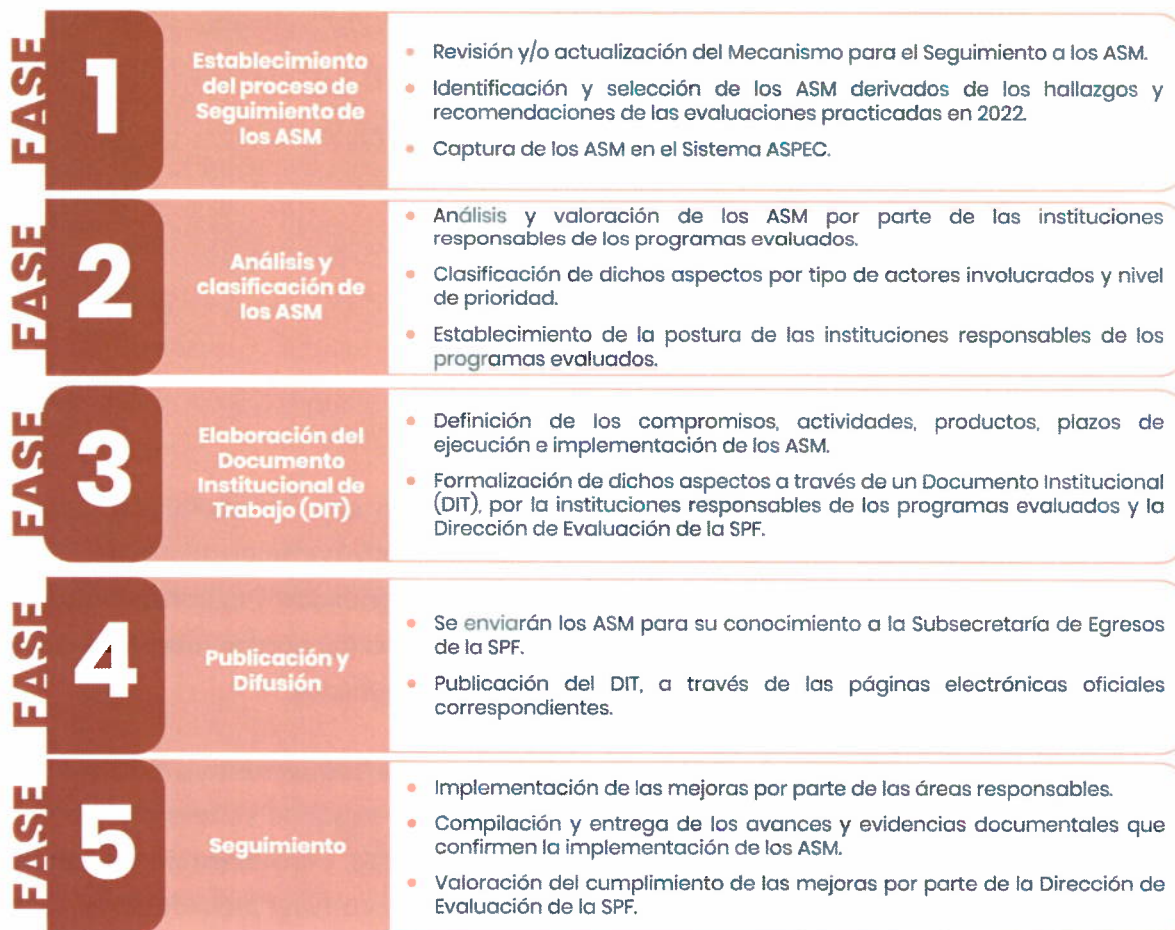 FASE
1
Establecimiento
del proceso de
Seguimiento de
los ASM
• Revisión y/o actualización del Mecanismo para el Seguimiento a los ASM.
• Identificación y selección de los ASM derivados de los hallazgos y
recomendaciones de las evaluaciones practicadas en 2022.
• Captura de los ASM en el Sistema ASPEC.
FASE
2
Análisis y
clasificación de
los ASM
• Análisis y valoración de los ASM por parte de las instituciones
responsables de los programas evaluados.
• Clasificación de dichos aspectos por tipo de actores involucrados y nivel
de prioridad.
• Establecimiento de la postura de las instituciones responsables de los
programas evaluados.
FASE
3
Elaboración del
Documento
Institucional de
Trabajo (DIT)
• Definición de los compromisos, actividades, productos, plazos de
ejecución e implementación de los ASM.
• Formalización de dichos aspectos a través de un Documento Institucional
(DIT), por la instituciones responsables de los programas evaluados y la
Dirección de Evaluación de la SPF.
FASE
4
Publicación y
Difusión
• Se enviarán los ASM para su conocimiento a la Subsecretaría de Egresos
de la SPF.
• Publicación del DIT, a través de las páginas electrónicas oficiales
correspondientes.
FASE
5
Seguimiento
• Implementación de las mejoras por parte de las áreas responsables.
• Compilación y entrega de los avances y evidencias documentales que
confirmen la implementación de los ASM.
• Valoración del cumplimiento de las mejoras por parte de la Dirección de
Evaluación de la SPF.